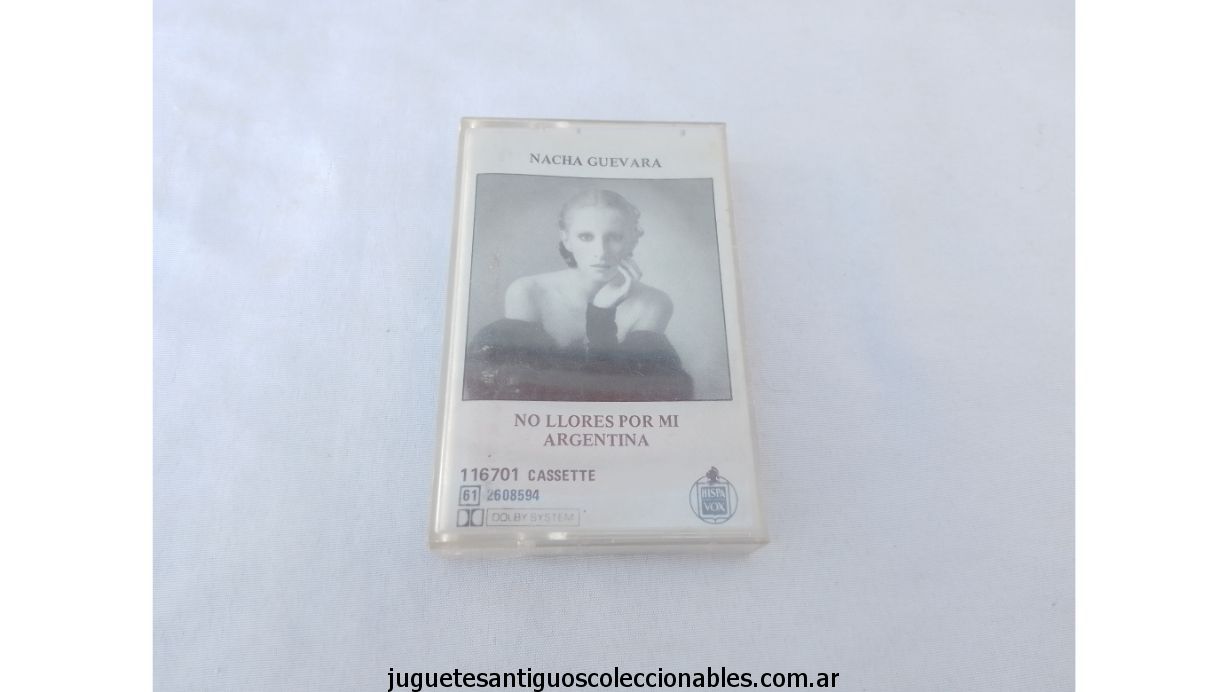 NACHA GUEVARA
NO LLORES POR MI
ARGENTINA
116701 CASSETTE
61 2608594
DOLBY SYSTEM
HISPA
VOX
juguetesantiguoscoleccionables.com.ar